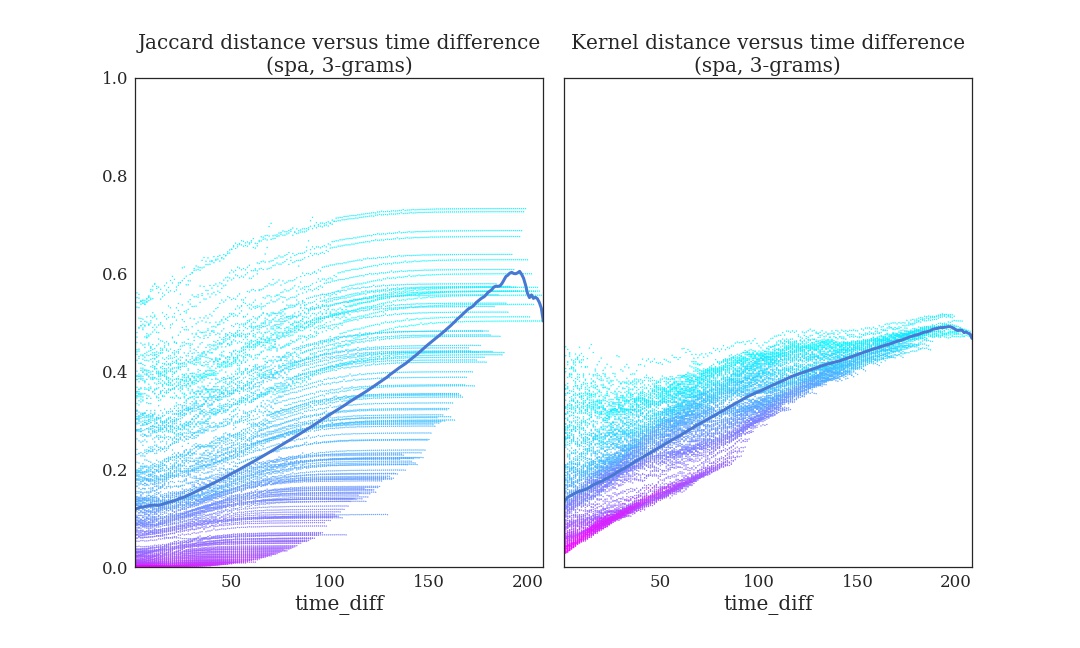 Jaccard distance versus time difference
(spa, 3-grams)
Kernel distance versus time difference
(spa, 3-grams)
1.0
0.8
0.6
0.4
0.2
0.0
50 100 150 200
time_diff
50 100 150 200
time_diff